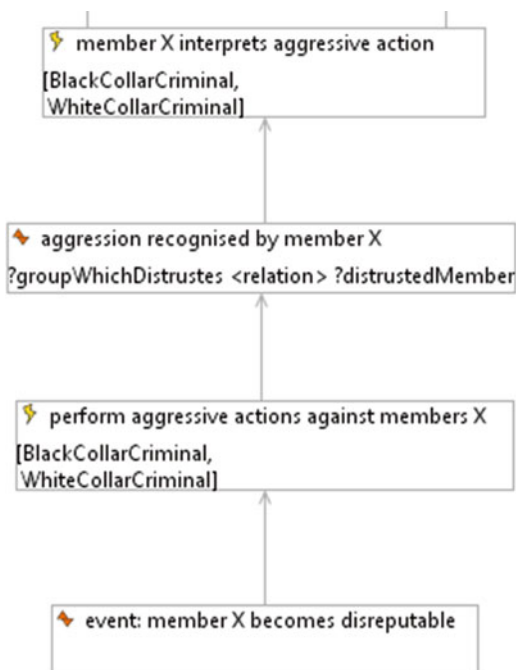 member X interprets aggressive action
[BlackCollarCriminal,
WhiteCollarCriminal]
aggression recognised by member X
?groupWhichDistrustes <relation> ?distrustedMember
perform aggressive actions against members X
[BlackCollarCriminal,
WhiteCollarCriminal]
event: member X becomes disreputable